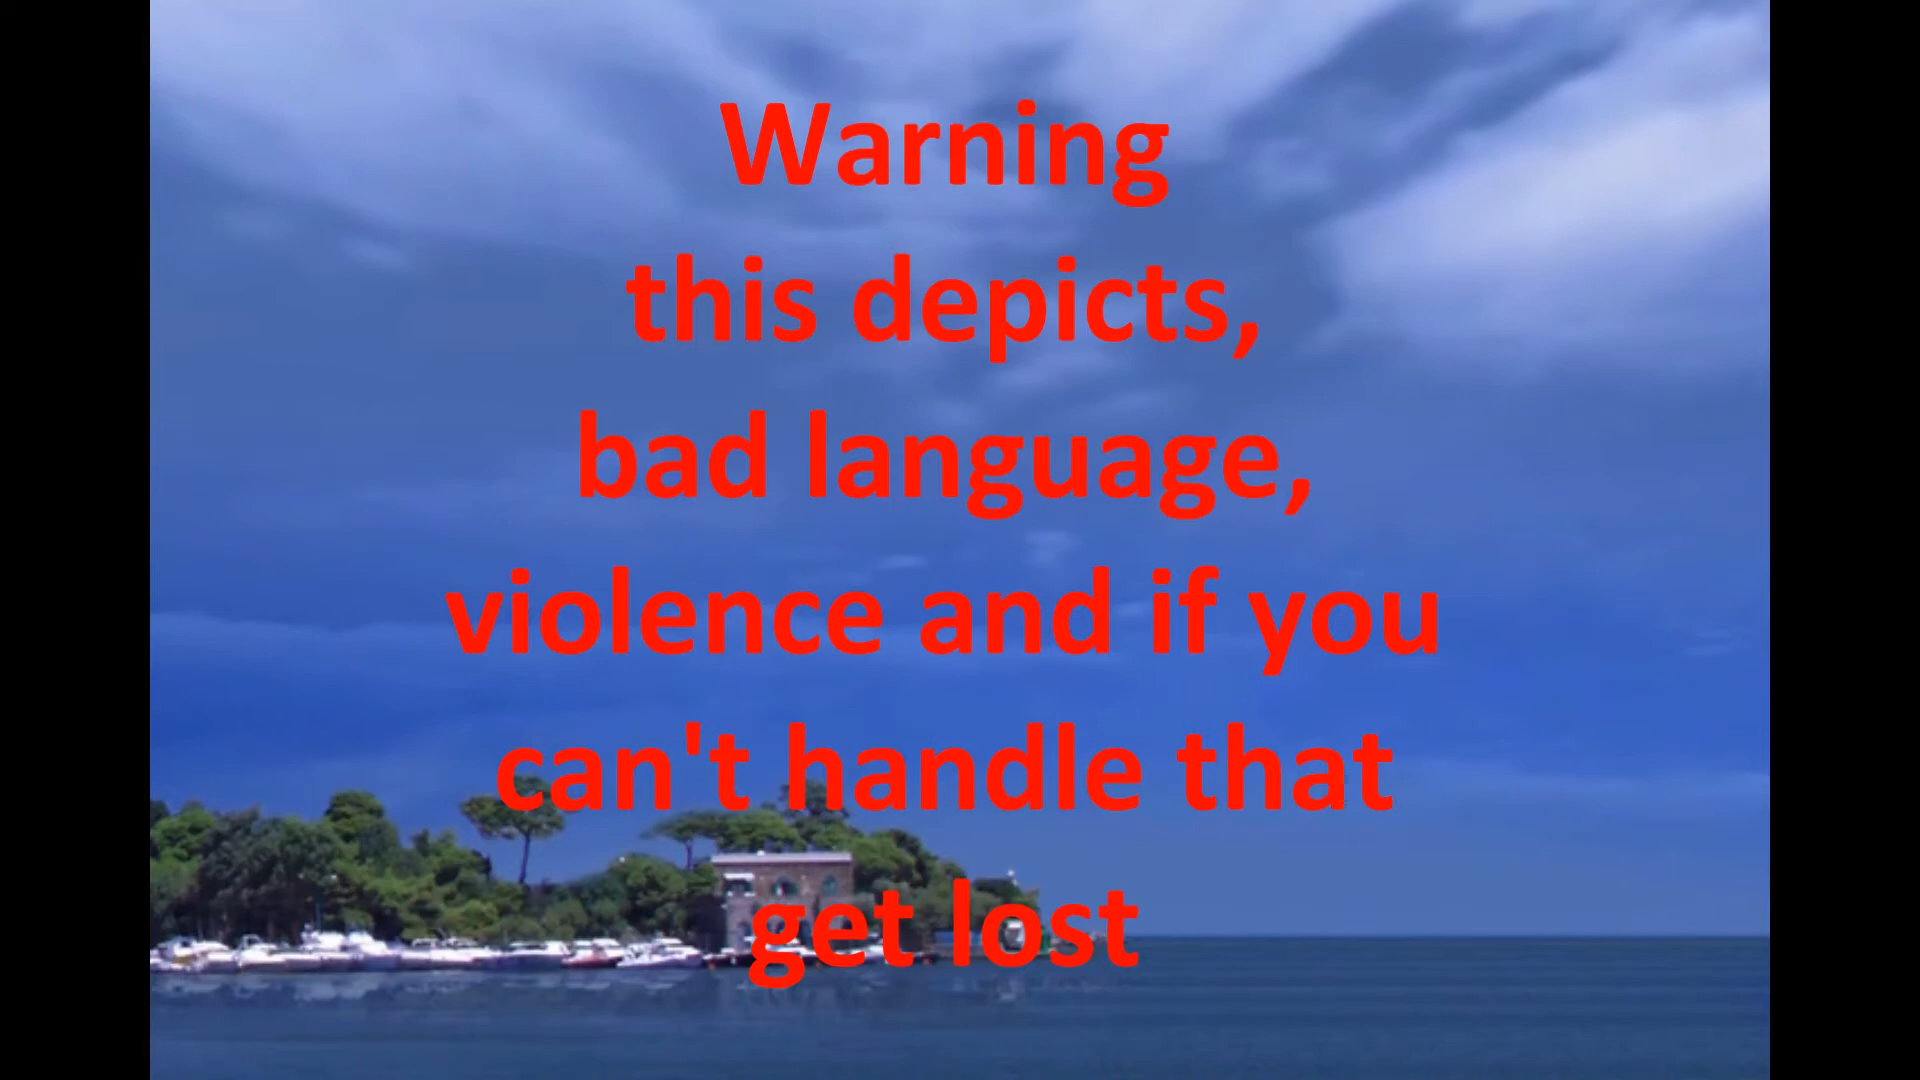 Warning
this depicts,
bad language,
violence and if you
can't handle that
get lost